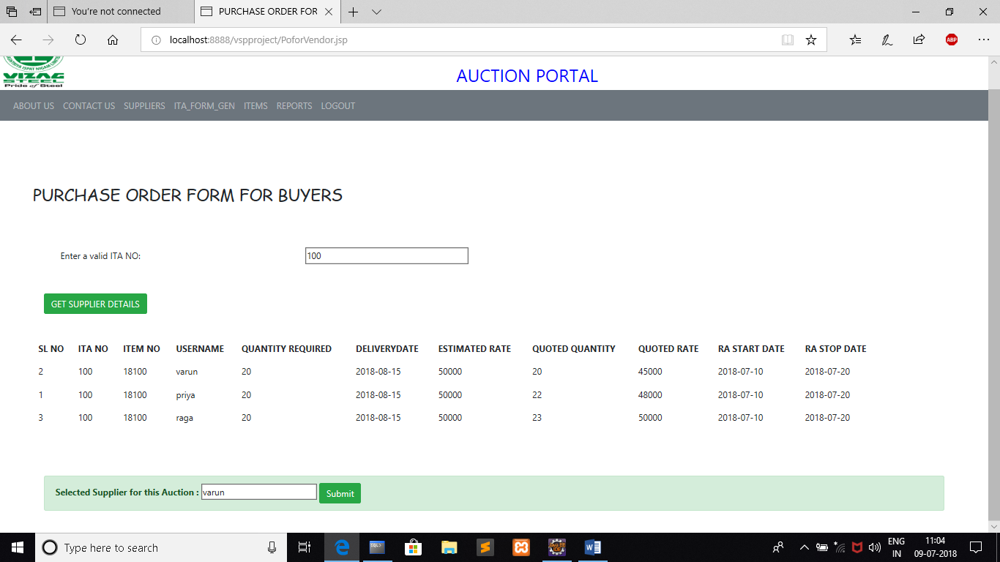 You're not connected
PURCHASE ORDER FOR
localhost:8888/vspproject/PoforVendor.jsp
ABP
VIZAG
STEEL
Pride of Steel
AUCTION PORTAL
ABOUT US CONTACT US SUPPLIERS ITA_FORM_GEN ITEMS REPORTS LOGOUT
PURCHASE ORDER FORM FOR BUYERS
Enter a valid ITA NO: 100
GET SUPPLIER DETAILS
SL NO ITA NO ITEM NO USERNAME QUANTITY REQUIRED DELIVERYDATE ESTIMATED RATE QUOTED QUANTITY QUOTED RATE RA START DATE RA STOP DATE
2 100 18100 varun 20 2018-08-15 50000 20 45000 2018-07-10 2018-07-20
1 100 18100 priya 20 2018-08-15 50000 22 48000 2018-07-10 2018-07-20
3 100 18100 raga 20 2018-08-15 50000 23 50000 2018-07-10 2018-07-20
Selected Supplier for this Auction : varun Submit
Type here to search
ENG
IN
11:04
09-07-2018